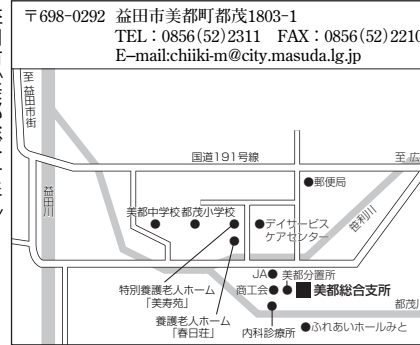 〒698-0292 益田市美都町都茂1803-1
TEL：0856(52)2311 FAX：0856(52)2210
E-mail:chiiki-m@city.masuda.lg.jp
至 益田市街
国道191号線
至 広
益田川
郵便局
笹利川
美都中学校
都茂小学校
デイサービス
ケアセンター
JA
美都分置所
特別養護老人ホーム
「美寿苑」
商工会
美都総合支所
養護老人ホーム
「春日荘」
都茂川
内科診療所
ふれあいホールみと